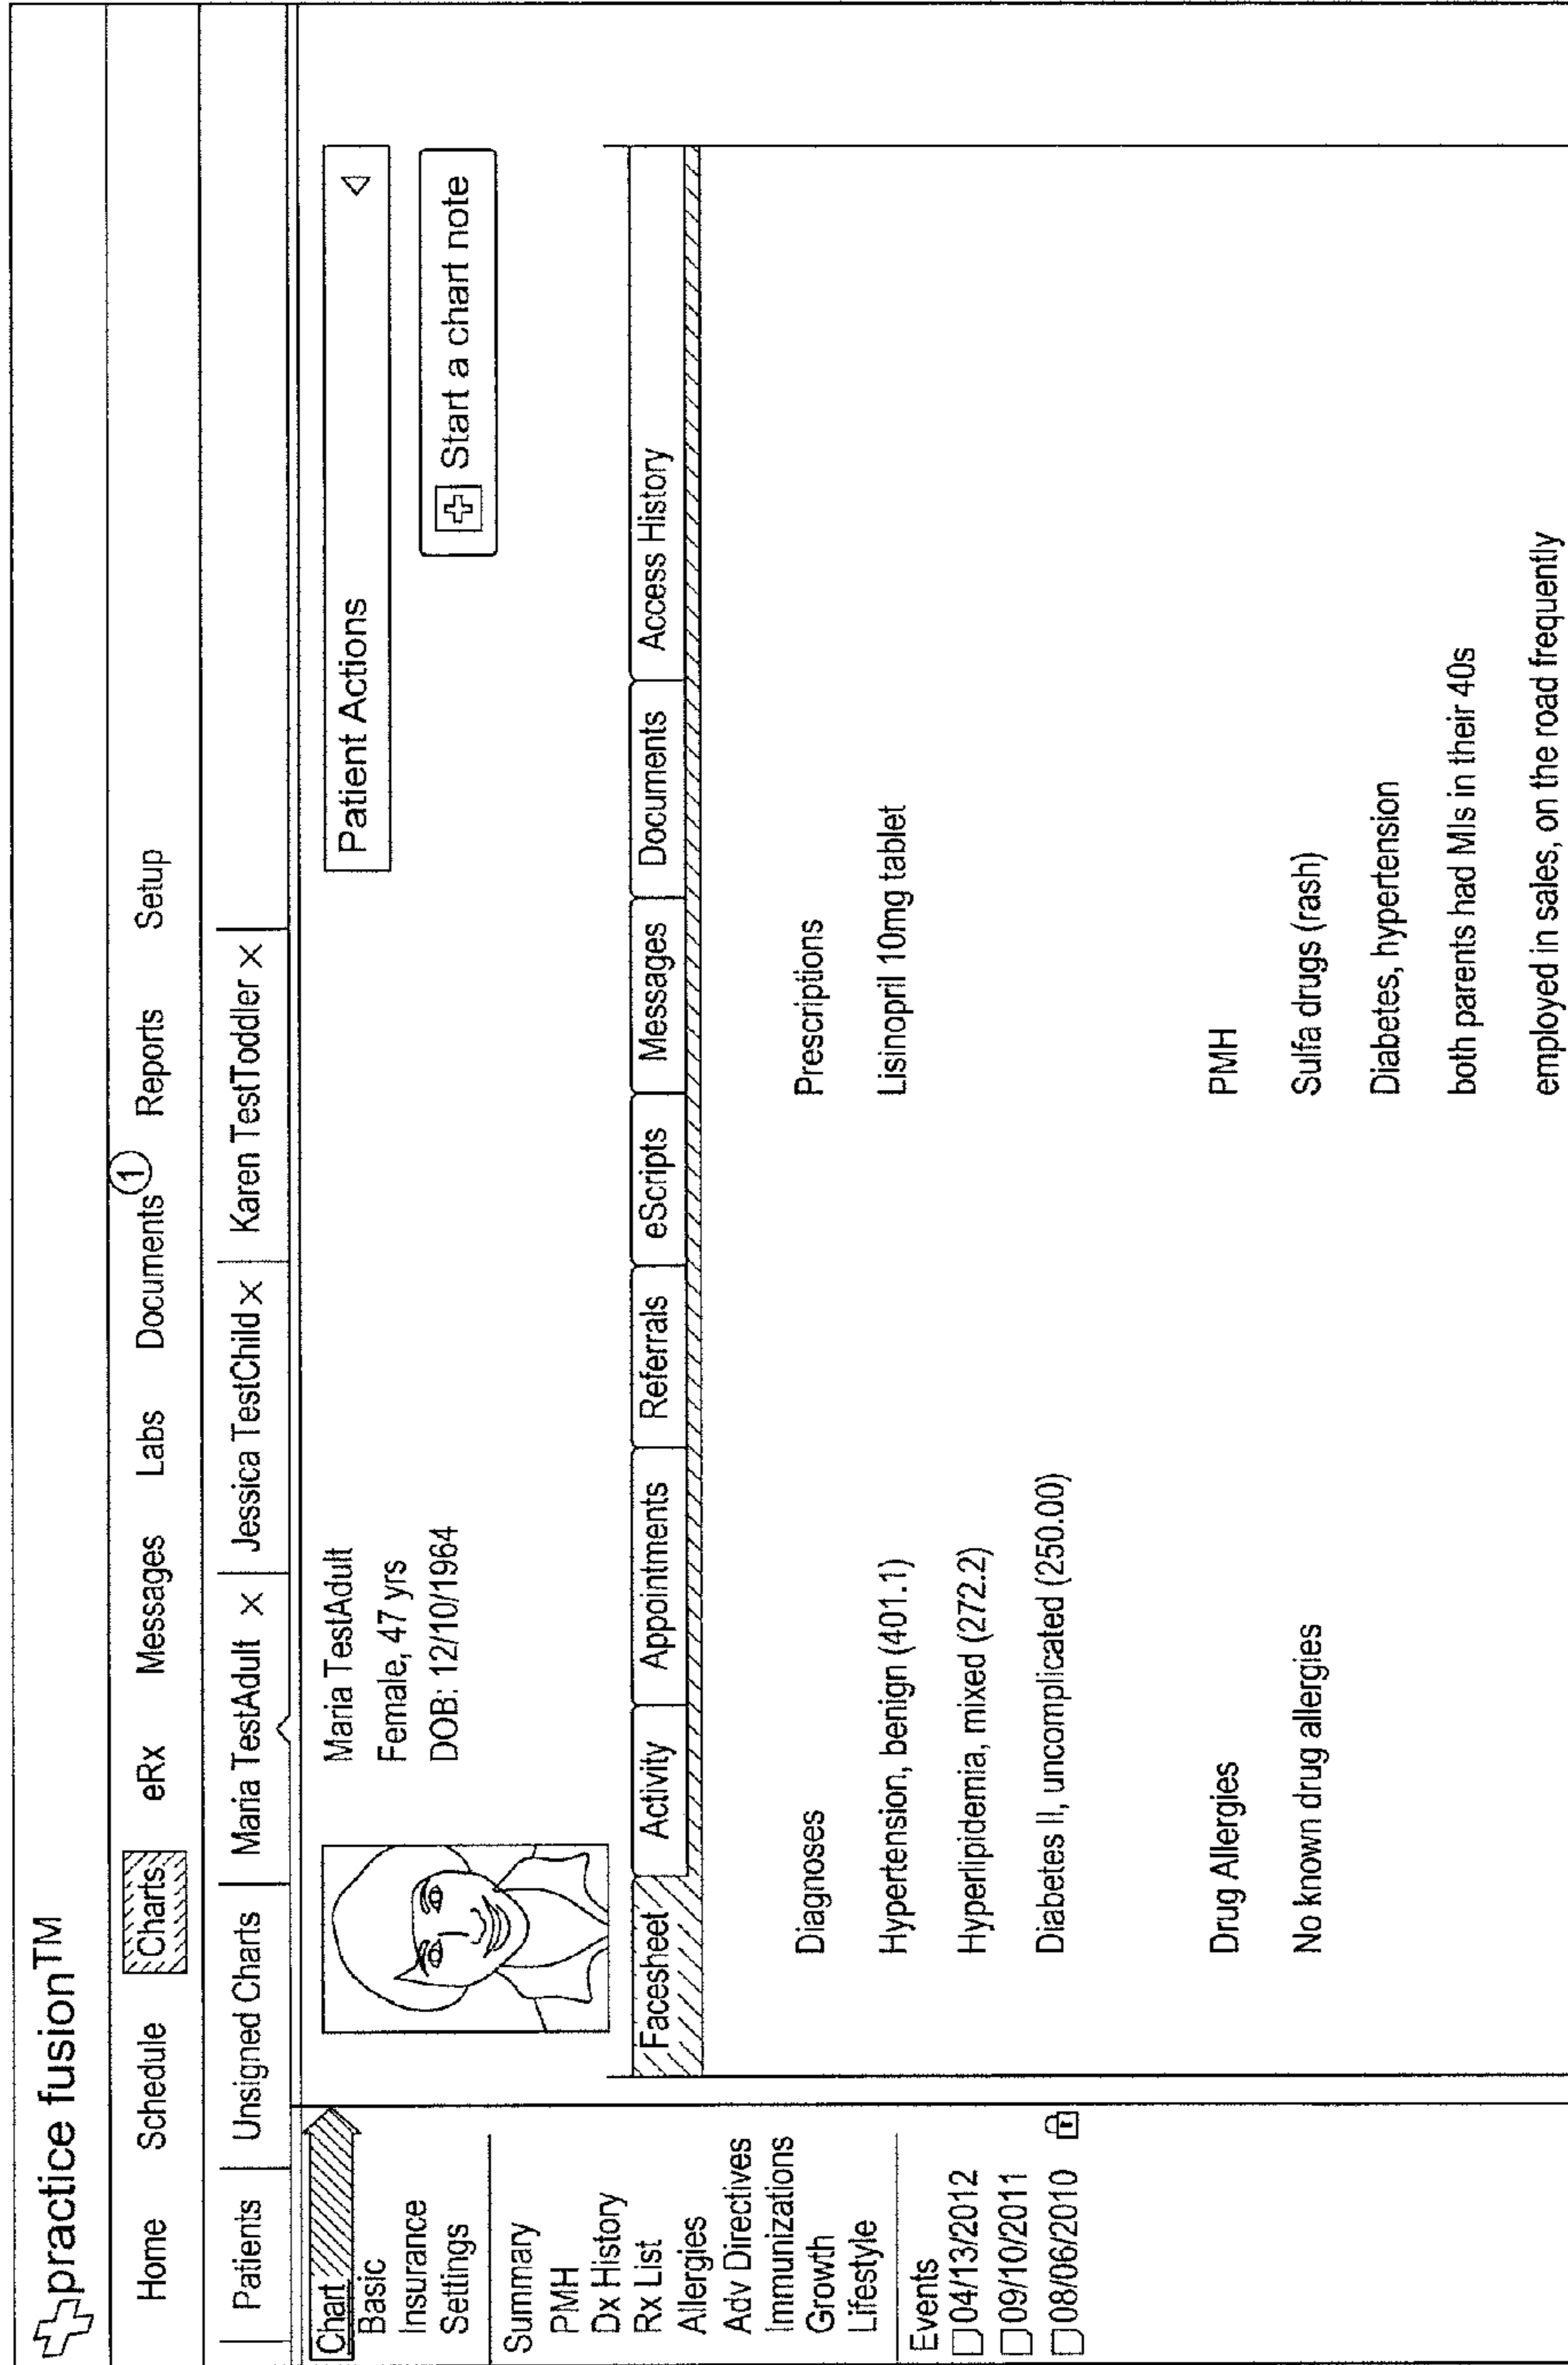 practice fusion™
Home Schedule Charts eRx Messages Labs Documents 1 Reports Setup
Patients Unsigned Charts Maria TestAdult × Jessica TestChild × Karen TestToddler ×
Chart
Basic
Insurance
Settings
Summary
PMH
Dx History
Rx List
Allergies
Adv Directives
Immunizations
Growth
Lifestyle
Events
04/13/2012
09/10/2011
08/06/2010
Maria TestAdult
Female, 47 yrs
DOB: 12/10/1964
Patient Actions
Start a chart note
Facesheet Activity Appointments Referrals eScripts Messages Documents Access History
Diagnoses
Hypertension, benign (401.1)
Hyperlipidemia, mixed (272.2)
Diabetes II, uncomplicated (250.00)
Prescriptions
Lisinopril 10mg tablet
Drug Allergies
No known drug allergies
PMH
Sulfa drugs (rash)
Diabetes, hypertension
both parents had MIs in their 40s
employed in sales, on the road frequently